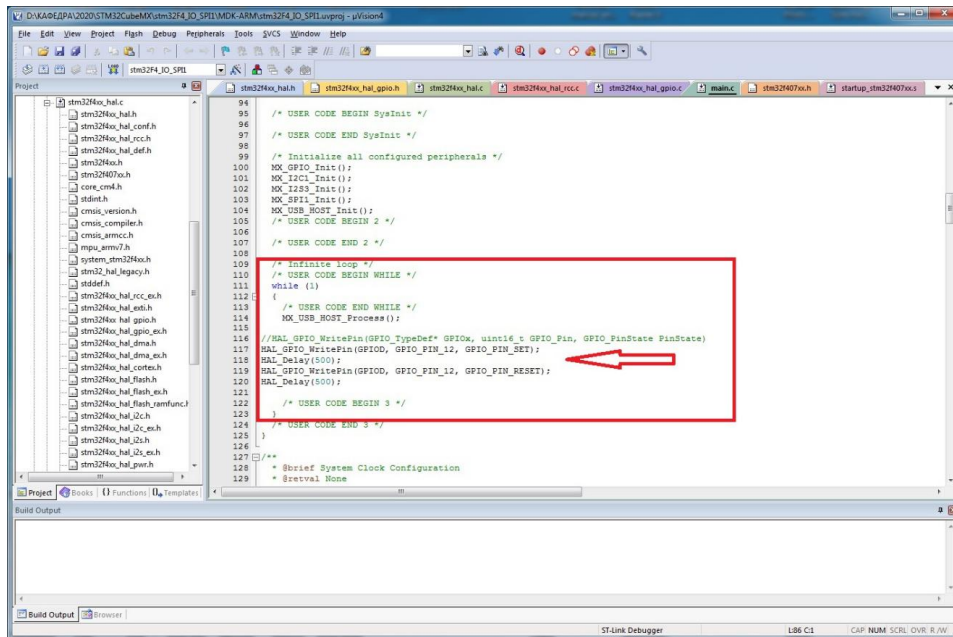 D:\КАФЕДРА\2020\STM32CubeMX\stm32F4_IO_SPI1\MDK-ARM\stm32F4_IO_SPI1.uvproj - µVision4
File Edit View Project Flash Debug Peripherals Tools SVCS Window Help
stm32F4_IO_SPI1
Project
stm32f4xx_hal.h stm32f4xx_hal_gpio.h stm32f4xx_hal.c stm32f4xx_hal_rcc.c stm32f4xx_hal_gpio.c main.c stm32f407xx.h startup_stm32f407xx.s
stm32f4xx_hal.c
stm32f4xx_hal.h
stm32f4xx_hal_conf.h
stm32f4xx_hal_rcc.h
stm32f4xx_hal_def.h
stm32f4xx.h
stm32f407xx.h
core_cm4.h
stdint.h
cmsis_version.h
cmsis_compiler.h
cmsis_armcc.h
mpu_armv7.h
system_stm32f4xx.h
stm32_hal_legacy.h
stddef.h
stm32f4xx_hal_rcc_ex.h
stm32f4xx_hal_exti.h
stm32f4xx_hal_gpio.h
stm32f4xx_hal_gpio_ex.h
stm32f4xx_hal_dma.h
stm32f4xx_hal_dma_ex.h
stm32f4xx_hal_cortex.h
stm32f4xx_hal_flash.h
stm32f4xx_hal_flash_ex.h
stm32f4xx_hal_flash_ramfunc.h
stm32f4xx_hal_i2c.h
stm32f4xx_hal_i2c_ex.h
stm32f4xx_hal_i2s.h
stm32f4xx_hal_i2s_ex.h
stm32f4xx_hal_pwr.h
Project Books {} Functions Templates
94
95 /* USER CODE BEGIN SysInit */
96
97 /* USER CODE END SysInit */
98
99 /* Initialize all configured peripherals */
100 MX_GPIO_Init();
101 MX_I2C1_Init();
102 MX_I2S3_Init();
103 MX_SPI1_Init();
104 MX_USB_HOST_Init();
105 /* USER CODE BEGIN 2 */
106
107 /* USER CODE END 2 */
108
109 /* Infinite loop */
110 /* USER CODE BEGIN WHILE */
111 while (1)
112 {
113 /* USER CODE END WHILE */
114 MX_USB_HOST_Process();
115
116 //HAL_GPIO_WritePin(GPIO_TypeDef* GPIOx, uint16_t GPIO_Pin, GPIO_PinState PinState)
117 HAL_GPIO_WritePin(GPIOD, GPIO_PIN_12, GPIO_PIN_SET);
118 HAL_Delay(500);
119 HAL_GPIO_WritePin(GPIOD, GPIO_PIN_12, GPIO_PIN_RESET);
120 HAL_Delay(500);
121
122 /* USER CODE BEGIN 3 */
123 }
124 /* USER CODE END 3 */
125 }
126
127 /**
128 * @brief System Clock Configuration
129 * @retval None
Build Output
Build Output Browser
ST-Link Debugger L:86 C:1 CAP NUM SCRL OVR R/W